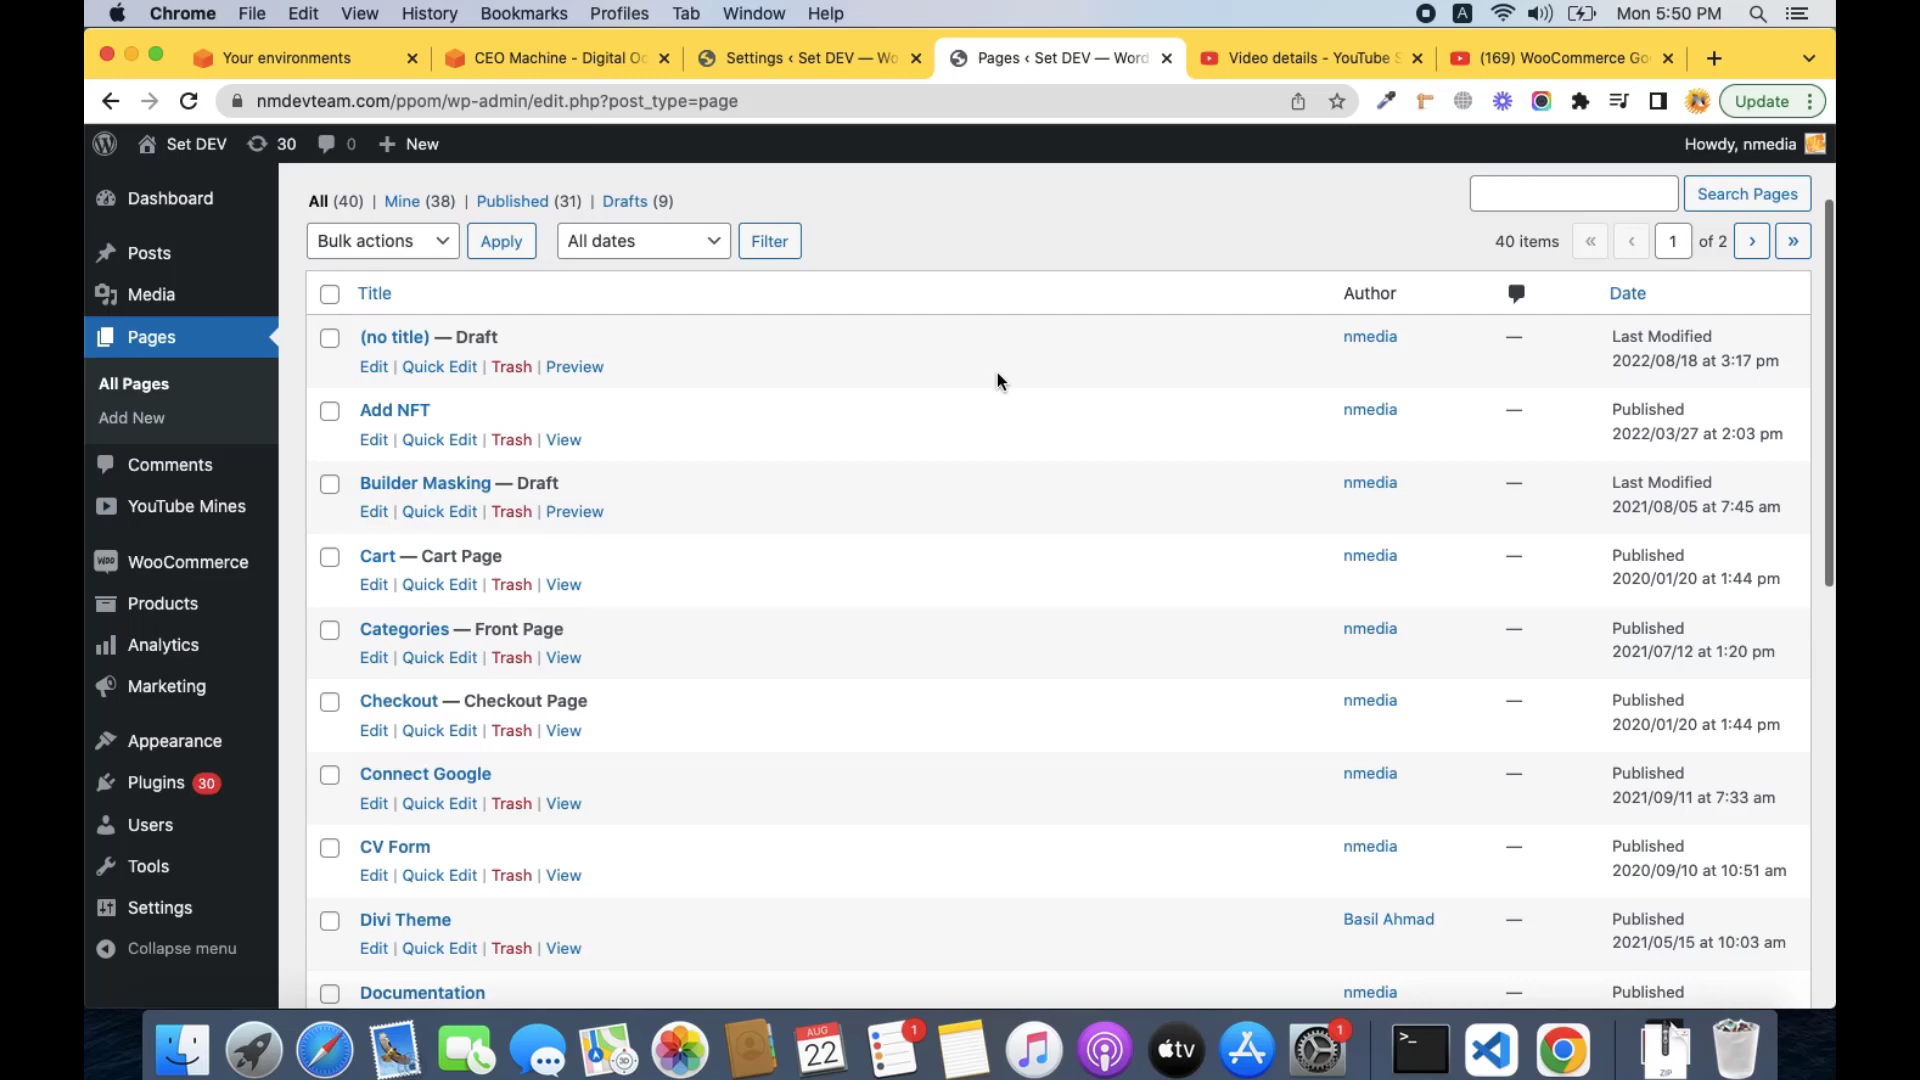 Chrome File Edit View History Bookmarks Profiles Tab Window Help A Mon 5:50 PM
Your environments CEO Machine - Digital Oc Settings ‹ Set DEV — Wo Pages ‹ Set DEV — Word Video details - YouTube S (169) WooCommerce Go
nmdevteam.com/ppom/wp-admin/edit.php?post_type=page Update
Set DEV 30 0 New Howdy, nmedia
Dashboard
Posts
Media
Pages
All Pages
Add New
Comments
YouTube Mines
WooCommerce
Products
Analytics
Marketing
Appearance
Plugins 30
Users
Tools
Settings
Collapse menu
All (40) | Mine (38) | Published (31) | Drafts (9) Search Pages
Bulk actions Apply All dates Filter 40 items « ‹ 1 of 2 › »
Title Author Date
(no title) — Draft nmedia — Last Modified
Edit | Quick Edit | Trash | Preview 2022/08/18 at 3:17 pm
Add NFT nmedia — Published
Edit | Quick Edit | Trash | View 2022/03/27 at 2:03 pm
Builder Masking — Draft nmedia — Last Modified
Edit | Quick Edit | Trash | Preview 2021/08/05 at 7:45 am
Cart — Cart Page nmedia — Published
Edit | Quick Edit | Trash | View 2020/01/20 at 1:44 pm
Categories — Front Page nmedia — Published
Edit | Quick Edit | Trash | View 2021/07/12 at 1:20 pm
Checkout — Checkout Page nmedia — Published
Edit | Quick Edit | Trash | View 2020/01/20 at 1:44 pm
Connect Google nmedia — Published
Edit | Quick Edit | Trash | View 2021/09/11 at 7:33 am
CV Form nmedia — Published
Edit | Quick Edit | Trash | View 2020/09/10 at 10:51 am
Divi Theme Basil Ahmad — Published
Edit | Quick Edit | Trash | View 2021/05/15 at 10:03 am
Documentation nmedia — Published
3D AUG 22 1 tv 1 >_ ZIP